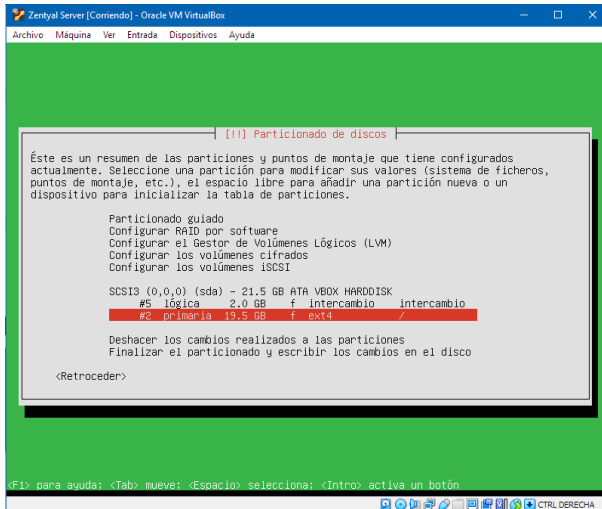 Zentyal Server [Corriendo] - Oracle VM VirtualBox
Archivo Máquina Ver Entrada Dispositivos Ayuda
[!!] Particionado de discos
Éste es un resumen de las particiones y puntos de montaje que tiene configurados
actualmente. Seleccione una partición para modificar sus valores (sistema de ficheros,
puntos de montaje, etc.), el espacio libre para añadir una partición nueva o un
dispositivo para inicializar la tabla de particiones.
Particionado guiado
Configurar RAID por software
Configurar el Gestor de Volúmenes Lógicos (LVM)
Configurar los volúmenes cifrados
Configurar los volúmenes iSCSI
SCSI3 (0,0,0) (sda) - 21.5 GB ATA VBOX HARDDISK
#5 lógica 2.0 GB f intercambio intercambio
#2 primaria 19.5 GB f ext4 /
Deshacer los cambios realizados a las particiones
Finalizar el particionado y escribir los cambios en el disco
<Retroceder>
<F1> para ayuda; <Tab> mueve; <Espacio> selecciona; <Intro> activa un botón
CTRL DERECHA